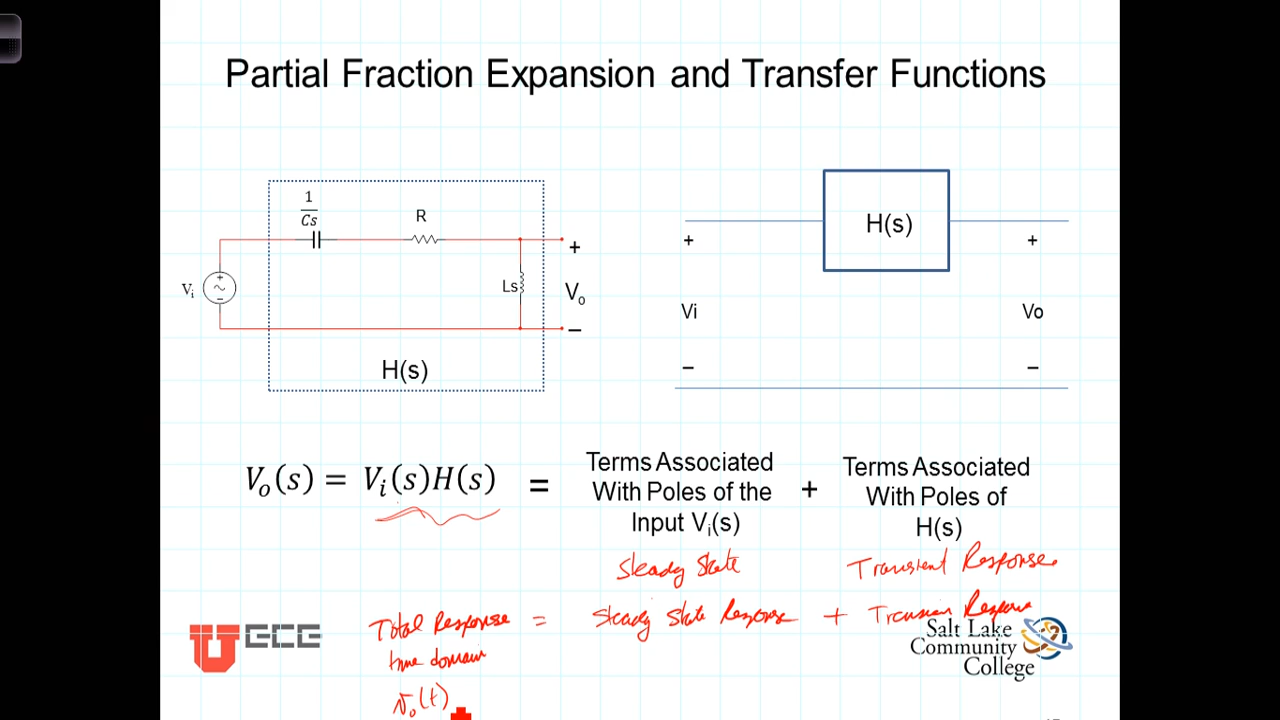 Partial Fraction Expansion and Transfer Functions
1
Cs
R
Ls
Vi
+
Vo
−
H(s)
H(s)
+
+
Vi
Vo
−
−
Vo(s) = Vi(s)H(s) =
Terms Associated
With Poles of the
Input Vi(s)
+
Terms Associated
With Poles of
H(s)
Steady State
Transient Response
Total Response = Steady State Response + Transien Response
time domain
vo(t)
U ECE
Salt Lake
Community
College